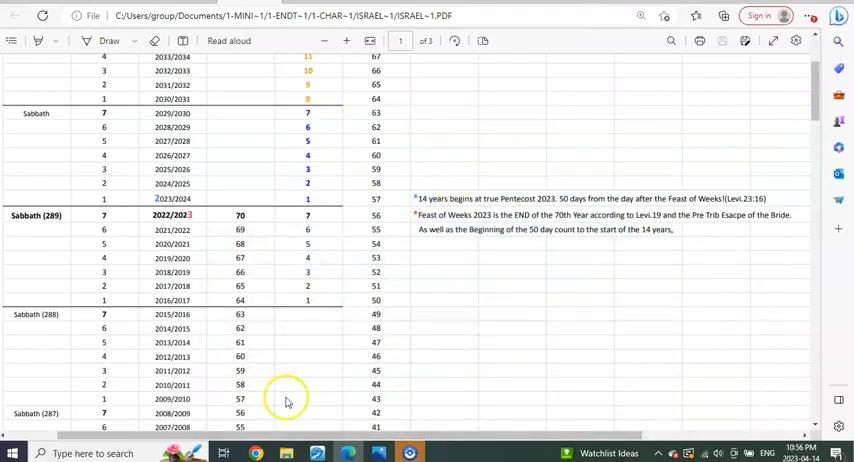 File C:/Users/group/Documents/1-MINI~1/1-ENDT~1/1-CHAR~1/ISRAEL~1/ISRAEL~1.PDF Sign in
Draw Read aloud 1 of 3
4 2033/2034 11 67
3 2032/2033 10 66
2 2031/2032 9 65
1 2030/2031 8 64
Sabbath 7 2029/2030 7 63
6 2028/2029 6 62
5 2027/2028 5 61
4 2026/2027 4 60
3 2025/2026 3 59
2 2024/2025 2 58
1 2023/2024 1 57 *14 years begins at true Pentecost 2023. 50 days from the day after the Feast of Weeks!(Levi.23:16)
Sabbath (289) 7 2022/2023 70 7 56 *Feast of Weeks 2023 is the END of the 70th Year according to Levi.19 and the Pre Trib Esacpe of the Bride.
6 2021/2022 69 6 55 As well as the Beginning of the 50 day count to the start of the 14 years,
5 2020/2021 68 5 54
4 2019/2020 67 4 53
3 2018/2019 66 3 52
2 2017/2018 65 2 51
1 2016/2017 64 1 50
Sabbath (288) 7 2015/2016 63 49
6 2014/2015 62 48
5 2013/2014 61 47
4 2012/2013 60 46
3 2011/2012 59 45
2 2010/2011 58 44
1 2009/2010 57 43
Sabbath (287) 7 2008/2009 56 42
6 2007/2008 55 41
Type here to search Watchlist Ideas ENG 10:56 PM
2023-04-14